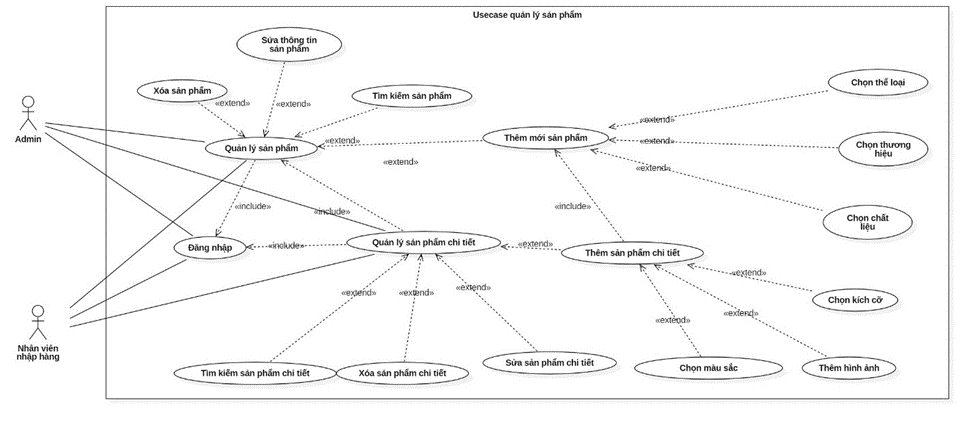 Usecase quản lý sản phẩm
Sửa thông tin
sản phẩm
Xóa sản phẩm
«extend»
«extend»
Tìm kiếm sản phẩm
Chọn thể loại
Admin
«extend»
Thêm mới sản phẩm
«extend»
Quản lý sản phẩm
«extend»
«extend»
Chọn thương
hiệu
«extend»
«extend»
«include»
«include»
«include»
Chọn chất
liệu
Đăng nhập
«include»
Quản lý sản phẩm chi tiết
«extend»
Thêm sản phẩm chi tiết
«extend»
«extend»
«extend»
«extend»
Chọn kích cỡ
«extend»
«extend»
Nhân viên
nhập hàng
Tìm kiếm sản phẩm chi tiết
Xóa sản phẩm chi tiết
Sửa sản phẩm chi tiết
Chọn màu sắc
Thêm hình ảnh